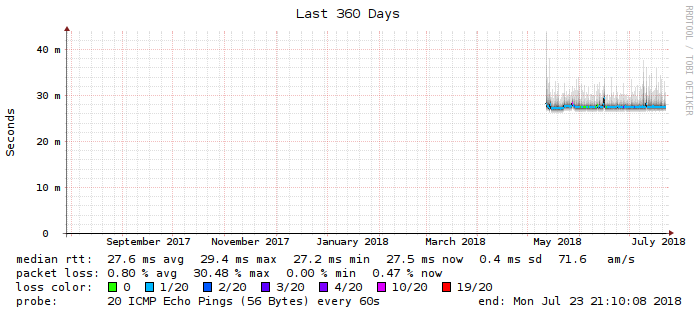 Last 360 Days
RRDTOOL / TOBI OETIKER
Seconds
40 m
30 m
20 m
10 m
0
September 2017 November 2017 January 2018 March 2018 May 2018 July 2018
median rtt: 27.6 ms avg 29.4 ms max 27.2 ms min 27.5 ms now 0.4 ms sd 71.6 am/s
packet loss: 0.80 % avg 30.48 % max 0.00 % min 0.47 % now
loss color: 0 1/20 2/20 3/20 4/20 10/20 19/20
probe: 20 ICMP Echo Pings (56 Bytes) every 60s end: Mon Jul 23 21:10:08 2018